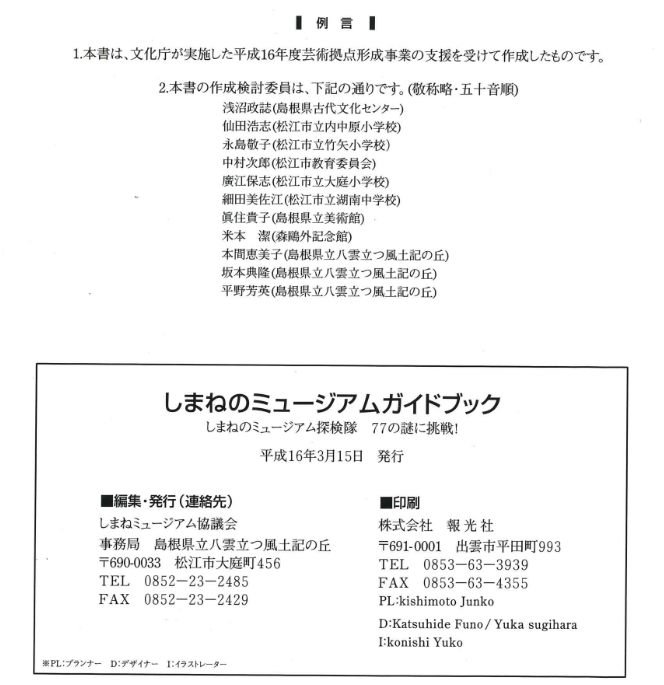 ▌例 言▐
1.本書は、文化庁が実施した平成16年度芸術拠点形成事業の支援を受けて作成したものです。
2.本書の作成検討委員は、下記の通りです。(敬称略・五十音順)
浅沼政誌(島根県古代文化センター)
仙田浩志(松江市立内中原小学校)
永島敬子(松江市立竹矢小学校)
中村次郎(松江市教育委員会)
廣江保志(松江市立大庭小学校)
細田美佐江(松江市立湖南中学校)
眞住貴子(島根県立美術館)
米本 潔(森鷗外記念館)
本間恵美子(島根県立八雲立つ風土記の丘)
坂本典隆(島根県立八雲立つ風土記の丘)
平野芳英(島根県立八雲立つ風土記の丘)
しまねのミュージアムガイドブック
しまねのミュージアム探検隊 77の謎に挑戦!
平成16年3月15日 発行
■編集・発行(連絡先)
しまねミュージアム協議会
事務局 島根県立八雲立つ風土記の丘
〒690-0033 松江市大庭町456
TEL 0852-23-2485
FAX 0852-23-2429
■印刷
株式会社 報光社
〒691-0001 出雲市平田町993
TEL 0853-63-3939
FAX 0853-63-4355
PL:kishimoto Junko
D:Katsuhide Funo/Yuka sugihara
I:konishi Yuko
※PL:プランナー D:デザイナー I:イラストレーター